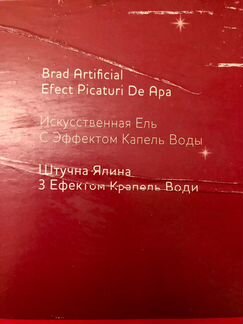 Brad Artificial
Efect Picaturi De Apa
Искусственная Ель
С Эффектом Капель Воды
Штучна Ялина
З Ефектом Крапель Води